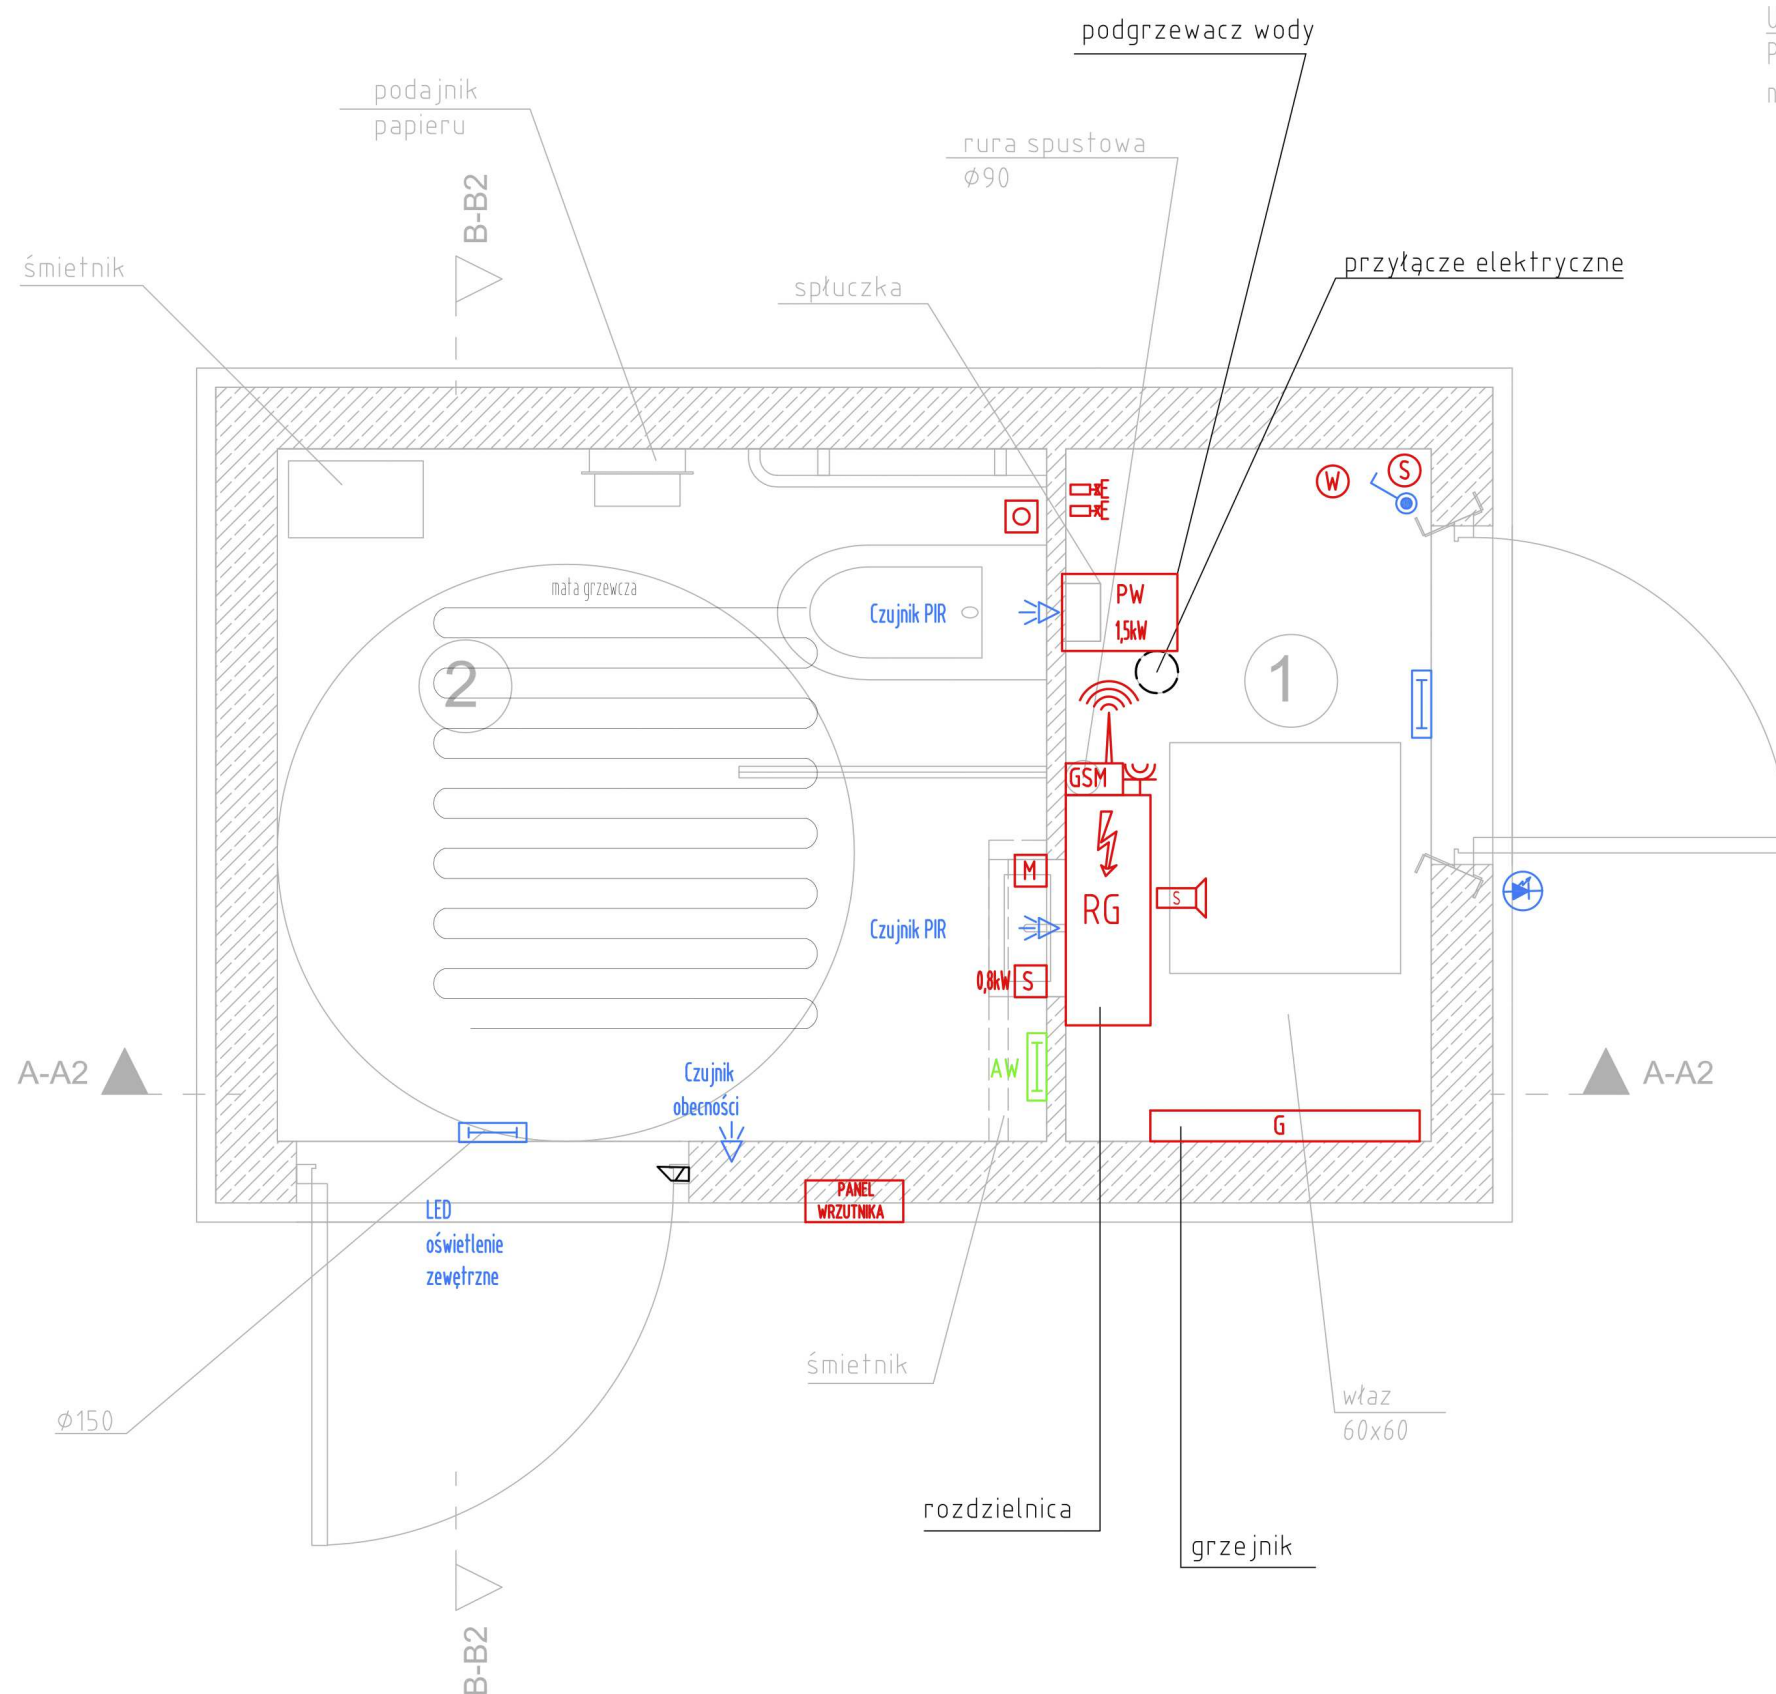 podgrzewacz wody
podajnik
papieru
rura spustowa
Ø90
B-B2
śmietnik
spłuczka
przyłącze elektryczne
W
S
mata grzewcza
Czujnik PIR
PW
1,5kW
2
1
GSM
M
RG
S
Czujnik PIR
0,8kW
S
AW
A-A2
A-A2
Czujnik
obecności
G
PANEL
WRZUTNIKA
LED
oświetlenie
zewętrzne
śmietnik
właz
60x60
Ø150
rozdzielnica
grzejnik
B-B2